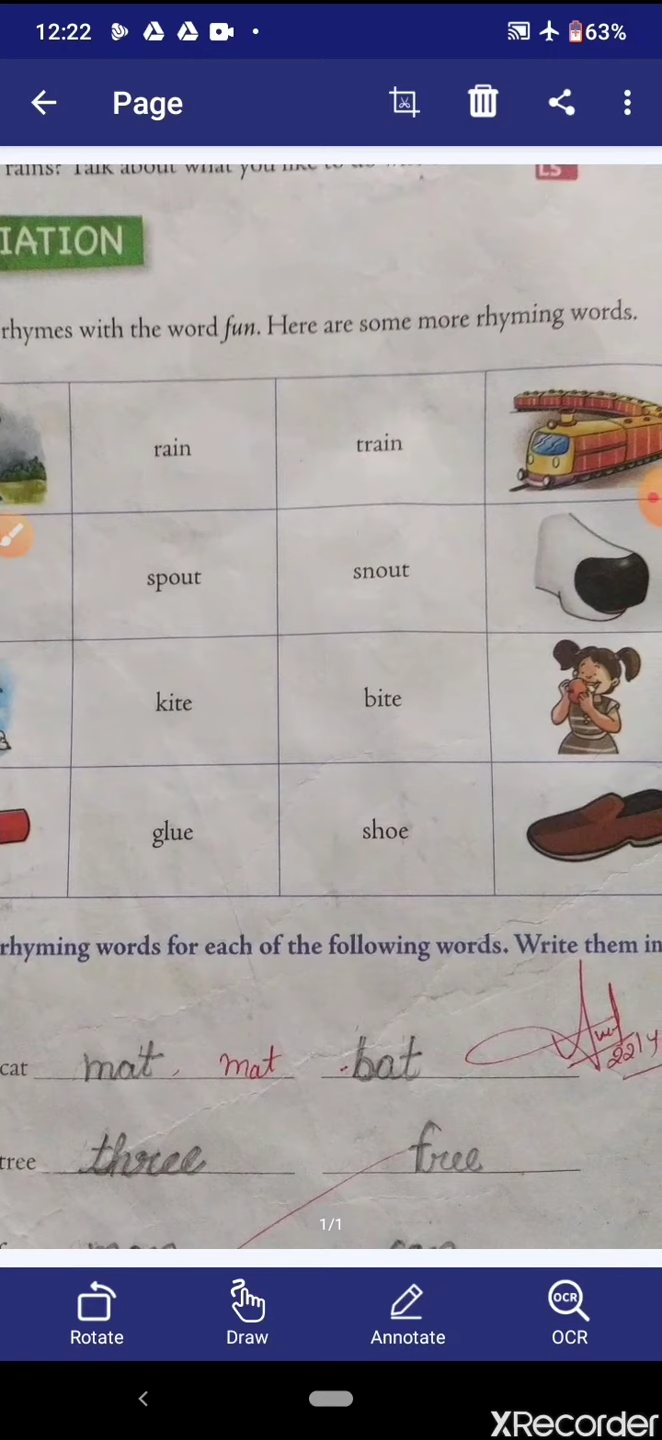 12:22
63%
Page
rains? Talk about what you like to do
LS
IATION
rhymes with the word fun. Here are some more rhyming words.
rain train
spout snout
kite bite
glue shoe
rhyming words for each of the following words. Write them in
cat mat, mat bat
22/4
tree three free
1/1
Rotate Draw Annotate OCR
XRecorder